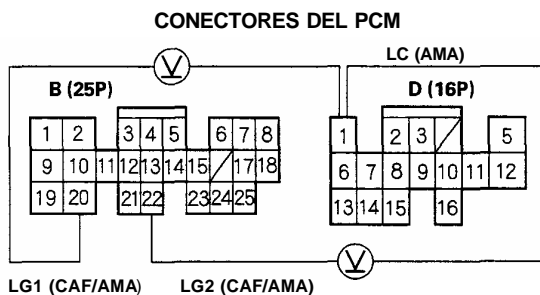 CONECTORES DEL PCM
LC (AMA)
B (25P)
D (16P)
V
1 2 3 4 5 6 7 8
9 10 11 12 13 14 15 17 18
19 20 21 22 23 24 25
1 2 3 5
6 7 8 9 10 11 12
13 14 15 16
V
LG1 (CAF/AMA)
LG2 (CAF/AMA)